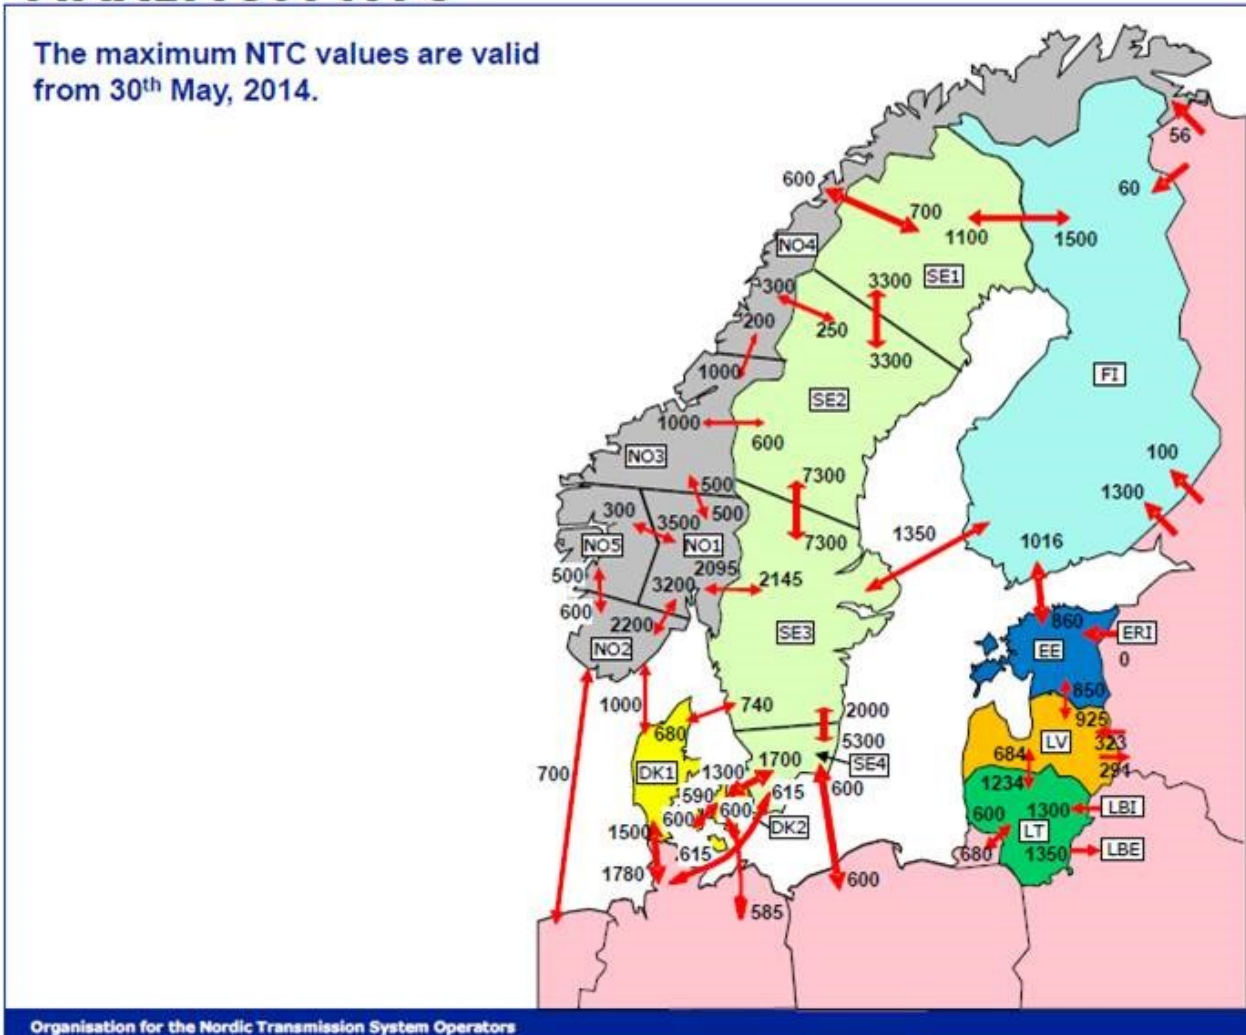 The maximum NTC values are valid
from 30th May, 2014.
56
600
60
700
NO4
1100
1500
SE1
300
3300
200
250
3300
1000
FI
SE2
1000
600
100
NO3
7300
500
1300
300
3500
500
1350
NO5
NO1
7300
1016
2095
500
3200
2145
600
2200
860
ERI
SE3
NO2
EE
0
850
1000
740
2000
925
680
5300
LV
323
684
700
DK1
1300
1700
SE4
291
590
615
600
1234
600
600
600
1300
LBI
1500
DK2
LT
615
680
1350
LBE
1780
600
585
Organisation for the Nordic Transmission System Operators